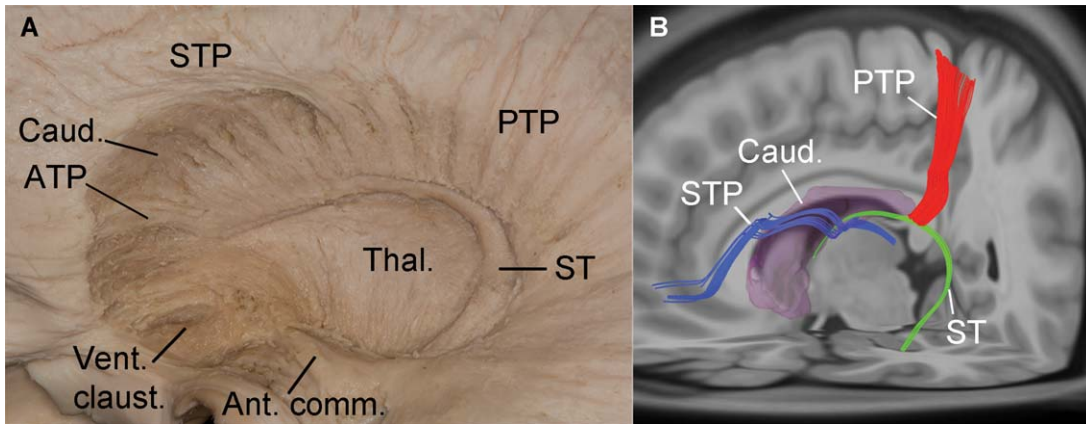 A
STP
PTP
Caud.
ATP
Thal.
ST
Vent.
claust.
Ant. comm.
B
PTP
Caud.
STP
ST